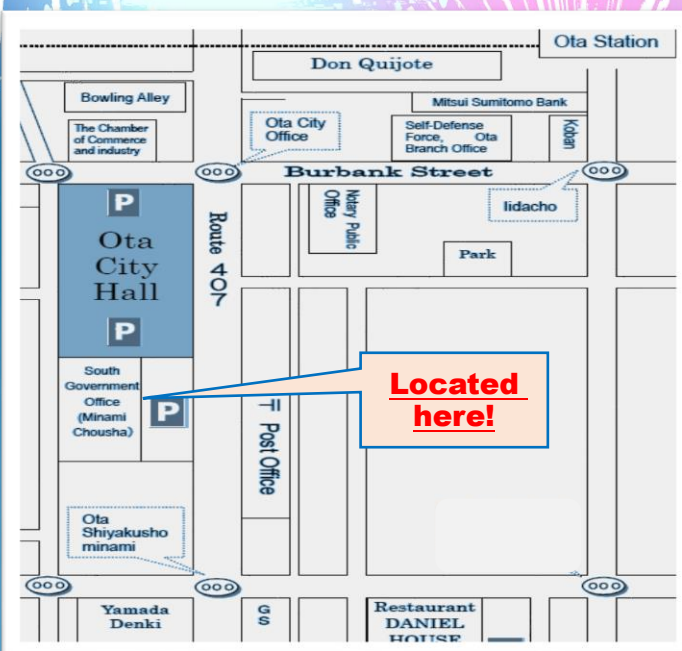 Ota Station
Don Quijote
Bowling Alley
Mitsui Sumitomo Bank
The Chamber
of Commerce
and industry
Ota City
Office
Self-Defense
Force, Ota
Branch Office
Koban
Burbank Street
P
Ota
City
Hall
P
Route 407
Notary Public
Office
Iidacho
Park
South
Government
Office
(Minami
Chousha)
P
Located
here!
〒 Post Office
Ota
Shiyakusho
minami
Yamada
Denki
GS
Restaurant
DANIEL
HOUSE